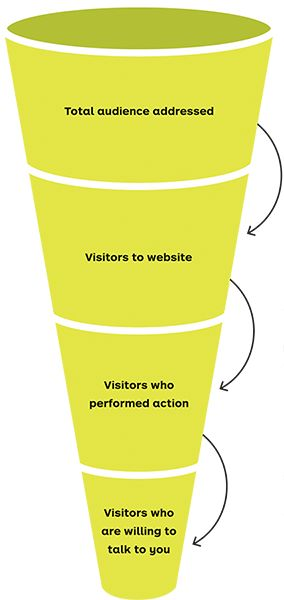 Total audience addressed
Visitors to website
Visitors who
performed action
Visitors who
are willing to
talk to you